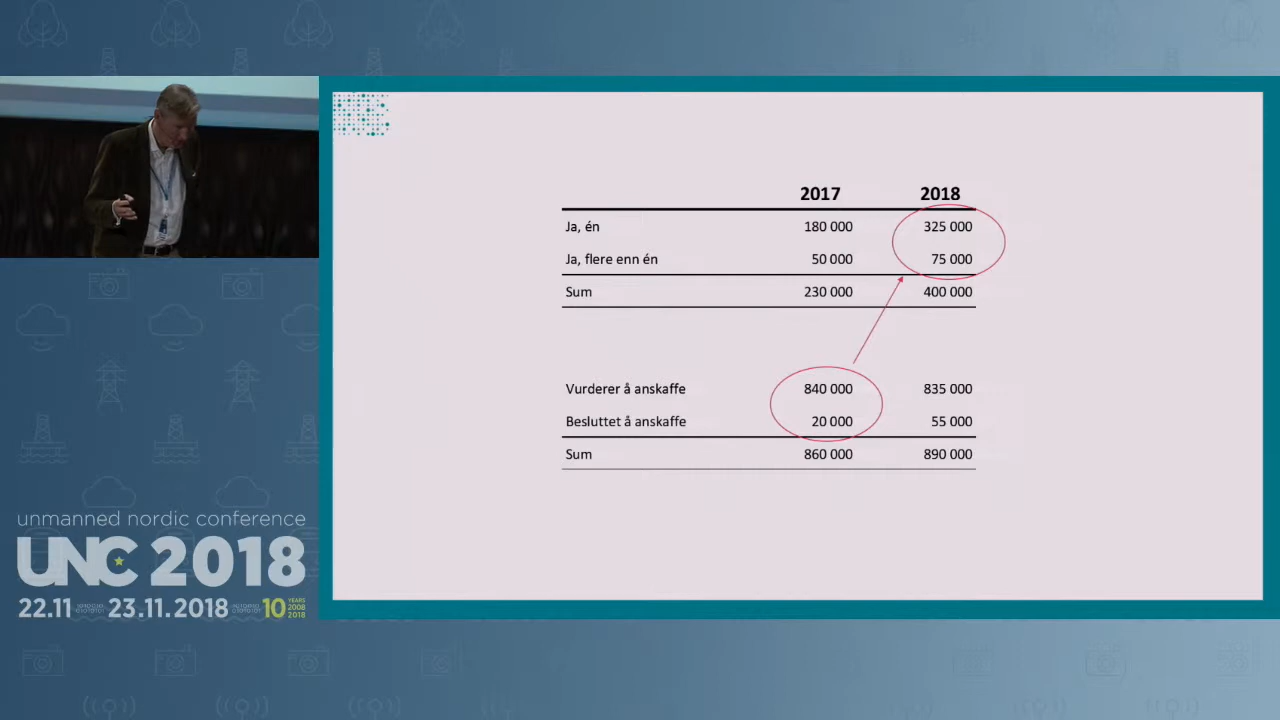 2017 2018
Ja, én 180 000 325 000
Ja, flere enn én 50 000 75 000
Sum 230 000 400 000
Vurderer å anskaffe 840 000 835 000
Besluttet å anskaffe 20 000 55 000
Sum 860 000 890 000
unmanned nordic conference
UNC 2018
22.11 23.11.2018 10 YEARS 2008 2018